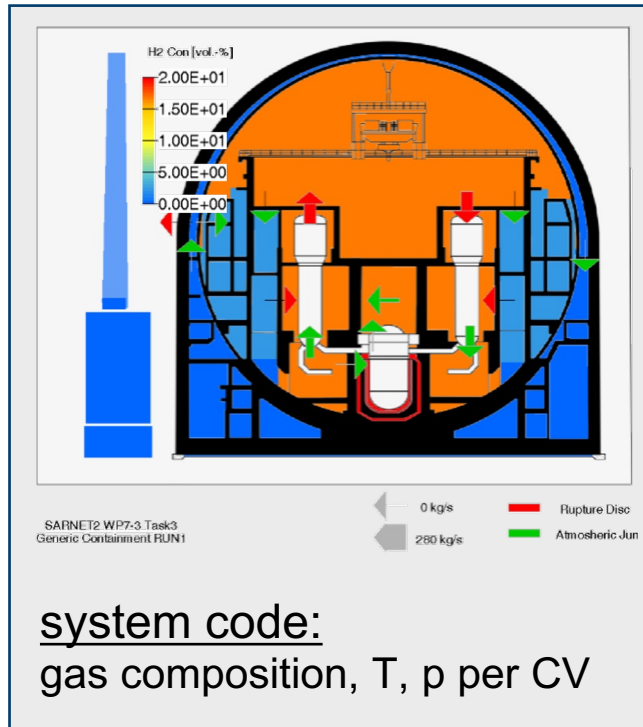 H2 Con [vol.-%]
2.00E+01
1.50E+01
1.00E+01
5.00E+00
0.00E+00
0 kg/s
Rupture Disc
SARNET2 WP7-3 Task3
Generic Containment RUN1
280 kg/s
Atmosheric Jun
system code:
gas composition, T, p per CV